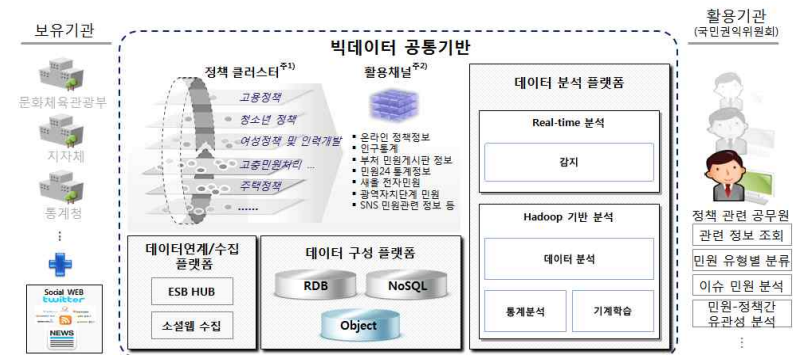 보유기관
문화체육관광부
지자체
통계청
Social WEB
twitter
NEWS
빅데이터 공통기반
정책 클러스터주1)
고용정책
청소년 정책
여성정책 및 인력개발
고충민원처리 ...
주택정책
......
활용채널주2)
▪ 온라인 정책정보
▪ 인구통계
▪ 부처 민원게시판 정보
▪ 민원24 통계정보
▪ 새올 전자민원
▪ 광역자치단체 민원
▪ SNS 민원관련 정보 등
데이터연계/수집
플랫폼
ESB HUB
소셜웹 수집
데이터 구성 플랫폼
RDB
NoSQL
Object
데이터 분석 플랫폼
Real-time 분석
감지
Hadoop 기반 분석
데이터 분석
통계분석
기계학습
활용기관
(국민권익위원회)
정책 관련 공무원
관련 정보 조회
민원 유형별 분류
이슈 민원 분석
민원-정책간
유관성 분석